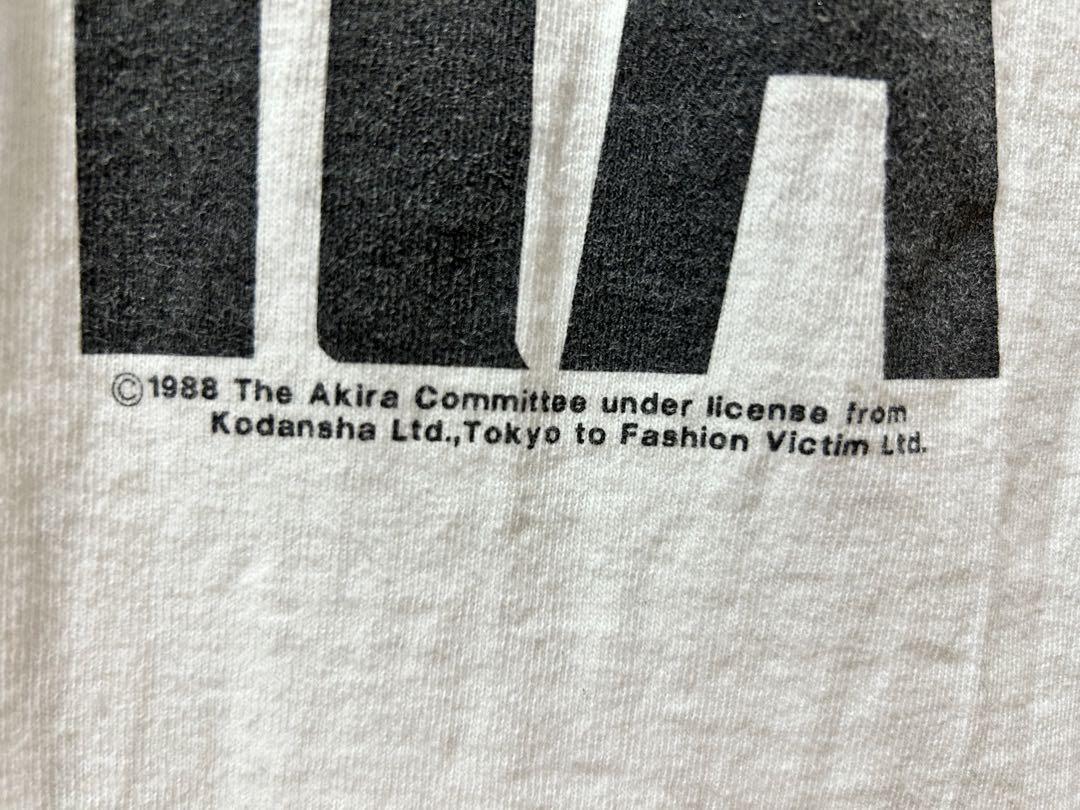 ©1988 The Akira Committee under license from
Kodansha Ltd.,Tokyo to Fashion Victim Ltd.